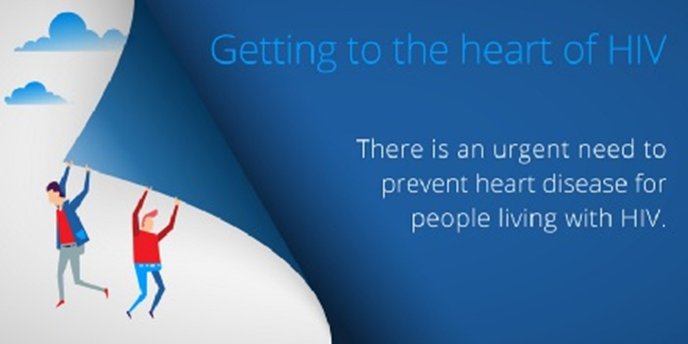 Getting to the heart of HIV
There is an urgent need to
prevent heart disease for
people living with HIV.